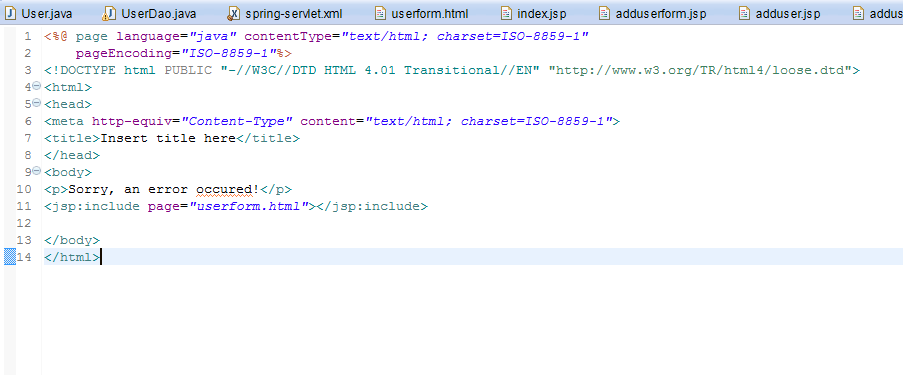 User.java UserDao.java spring-servlet.xml userform.html index.jsp adduserform.jsp adduser.jsp addus
1 <%@ page language="java" contentType="text/html; charset=ISO-8859-1"
2     pageEncoding="ISO-8859-1"%>
3 <!DOCTYPE html PUBLIC "-//W3C//DTD HTML 4.01 Transitional//EN" "http://www.w3.org/TR/html4/loose.dtd">
4 <html>
5 <head>
6 <meta http-equiv="Content-Type" content="text/html; charset=ISO-8859-1">
7 <title>Insert title here</title>
8 </head>
9 <body>
10 <p>Sorry, an error occured!</p>
11 <jsp:include page="userform.html"></jsp:include>
12
13 </body>
14 </html>